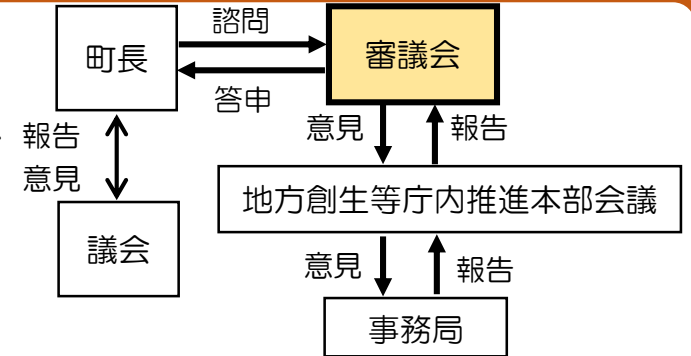 諮問
町長
審議会
答申
報告
意見
意見
報告
議会
地方創生等庁内推進本部会議
意見
報告
事務局